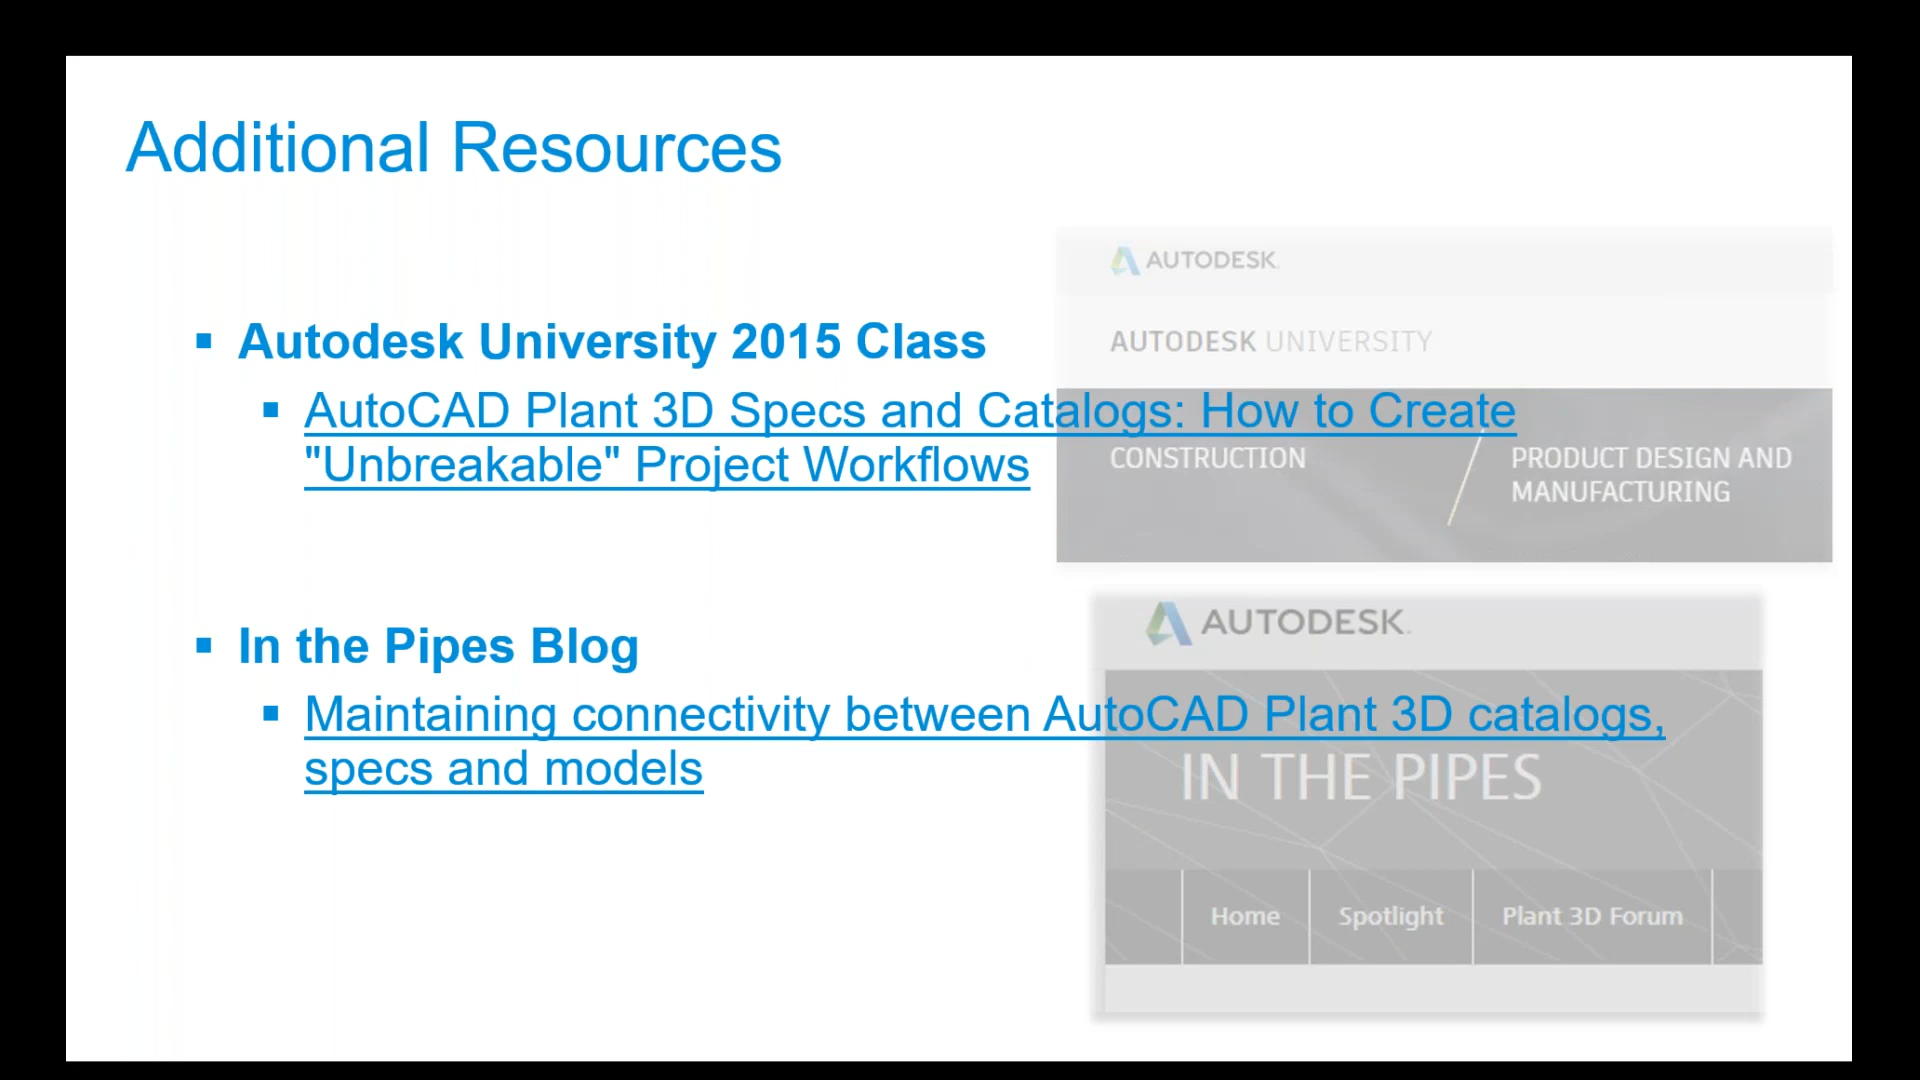 Additional Resources
AUTODESK.
AUTODESK UNIVERSITY
▪ Autodesk University 2015 Class
▪ AutoCAD Plant 3D Specs and Catalogs: How to Create
"Unbreakable" Project Workflows
CONSTRUCTION
PRODUCT DESIGN AND
MANUFACTURING
AUTODESK.
▪ In the Pipes Blog
▪ Maintaining connectivity between AutoCAD Plant 3D catalogs,
specs and models
IN THE PIPES
Home Spotlight Plant 3D Forum